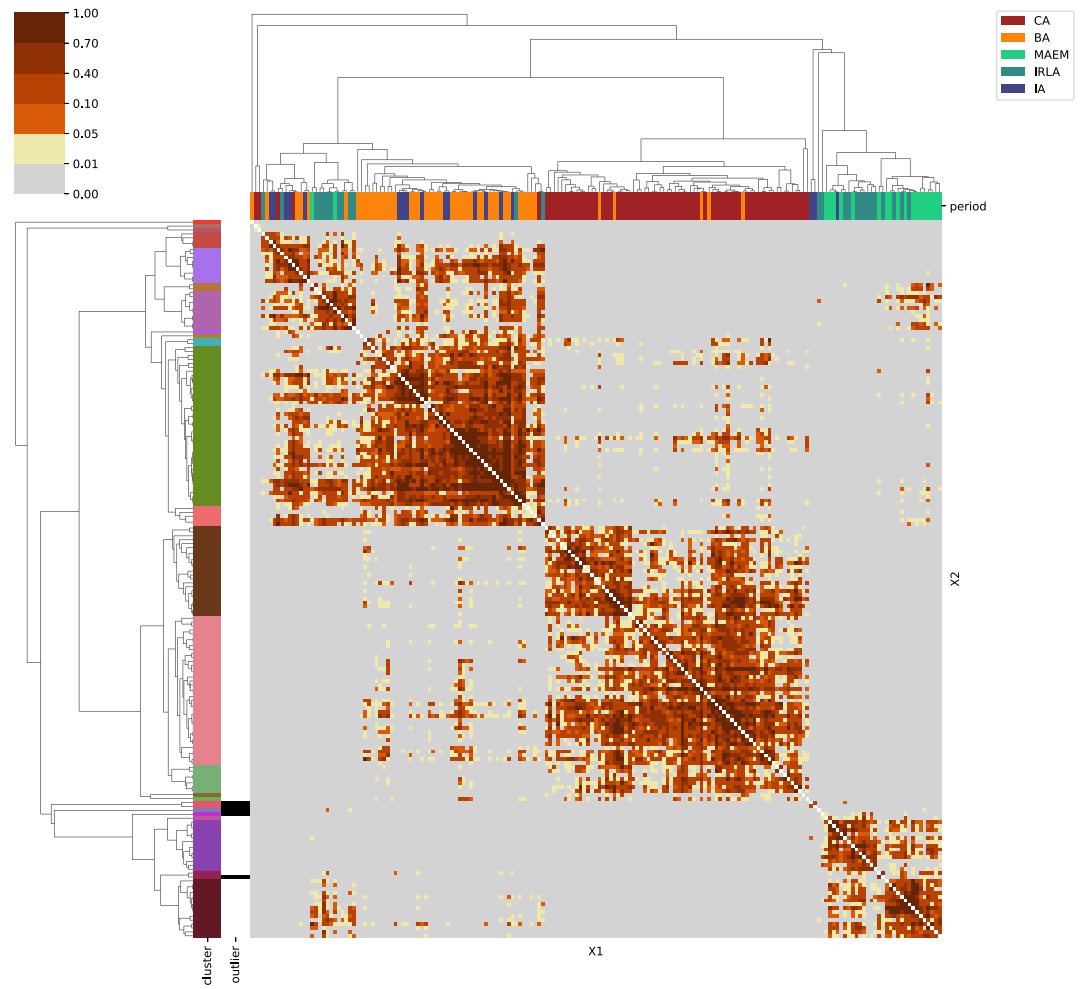 1.00
0.70
0.40
0.10
0.05
0.01
0.00
CA
BA
MAEM
IRLA
IA
period
X2
X1
cluster
outlier